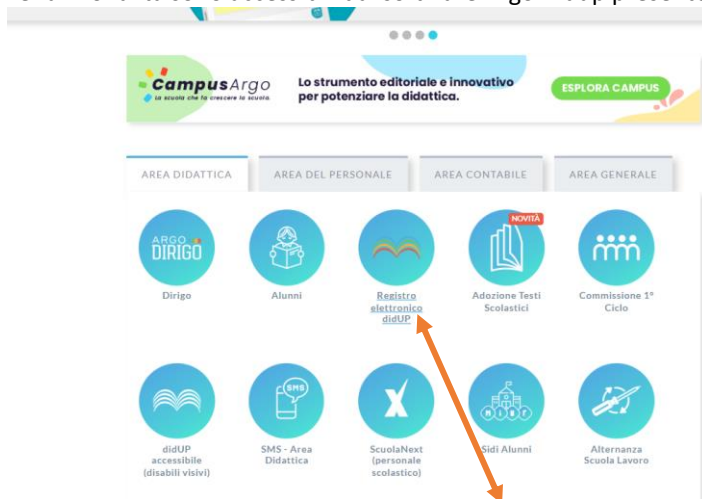 CampusArgo
La scuola che fa crescere la scuola.
Lo strumento editoriale e innovativo
per potenziare la didattica.
ESPLORA CAMPUS
AREA DIDATTICA
AREA DEL PERSONALE
AREA CONTABILE
AREA GENERALE
ARGO
DIRIGO
NOVITÀ
Dirigo
Alunni
Registro
elettronico
didUP
Adozione Testi
Scolastici
Commissione 1°
Ciclo
SMS
MIUR
didUP
accessibile
(disabili visivi)
SMS - Area
Didattica
ScuolaNext
(personale
scolastico)
Sidi Alunni
Alternanza
Scuola Lavoro